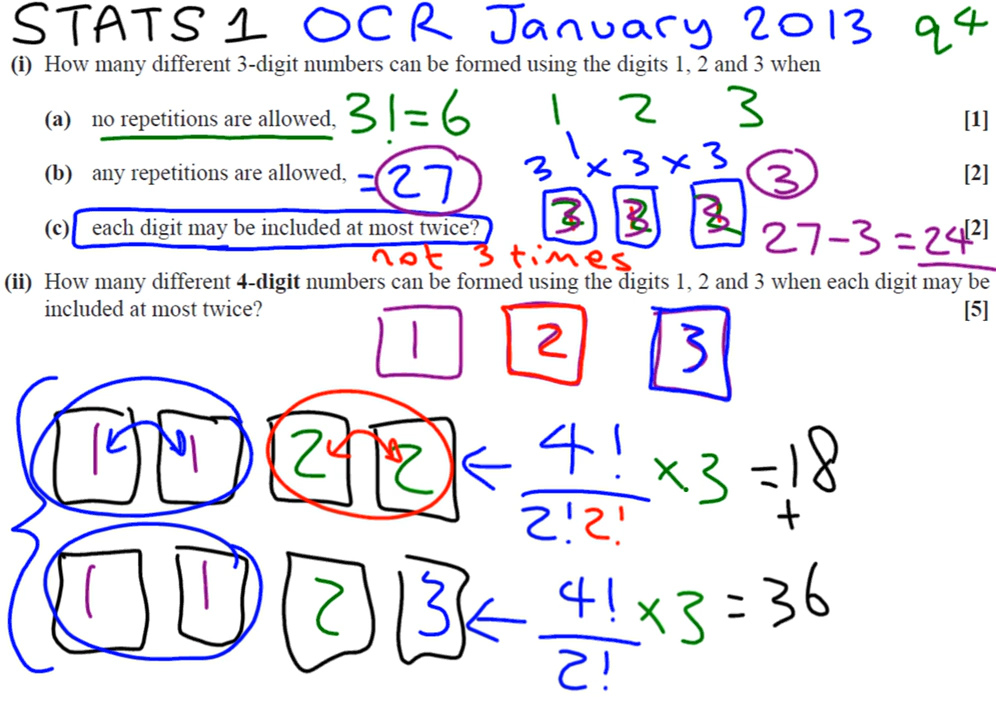 STATS 1 OCR January 2013 q4
(i) How many different 3-digit numbers can be formed using the digits 1, 2 and 3 when
(a) no repetitions are allowed, 3! = 6 1 2 3 [1]
3 × 3 × 3
(b) any repetitions are allowed, = 27 3 [2]
3 3 3
(c) each digit may be included at most twice? 27 - 3 = 24 [2]
not 3 times
(ii) How many different 4-digit numbers can be formed using the digits 1, 2 and 3 when each digit may be
included at most twice? [5]
1 2 3
1 1 2 2 ← 4!/2!2! × 3 = 18
+
1 1 2 3 ← 4!/2! × 3 = 36